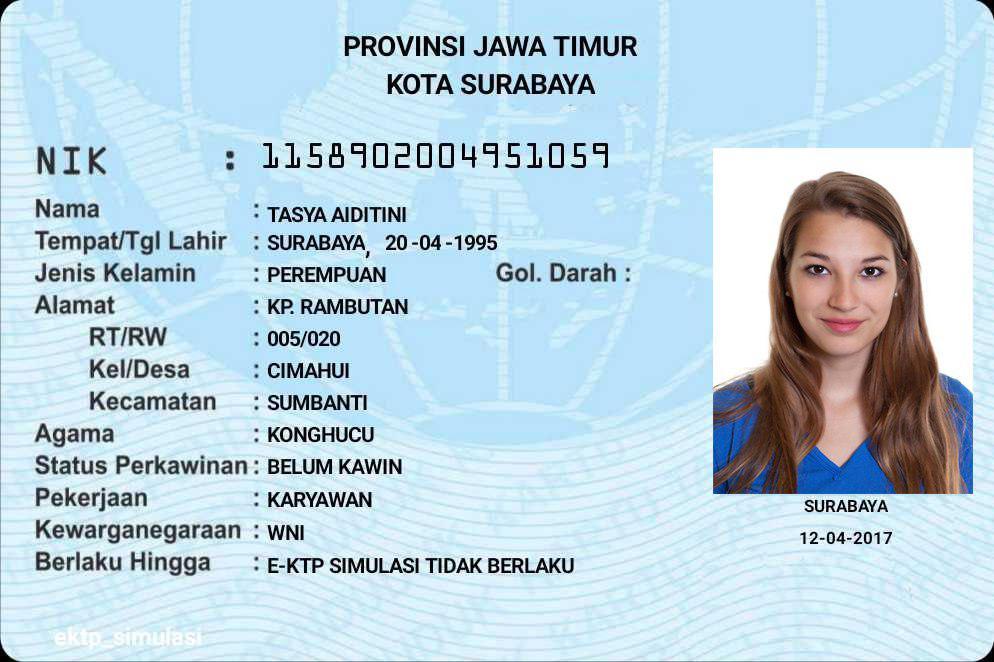 PROVINSI JAWA TIMUR
KOTA SURABAYA
NIK : 1158902004951059
Nama : TASYA AIDITINI
Tempat/Tgl Lahir : SURABAYA, 20-04-1995
Jenis Kelamin : PEREMPUAN Gol. Darah :
Alamat : KP. RAMBUTAN
RT/RW : 005/020
Kel/Desa : CIMAHUI
Kecamatan : SUMBANTI
Agama : KONGHUCU
Status Perkawinan : BELUM KAWIN
Pekerjaan : KARYAWAN
Kewarganegaraan : WNI
Berlaku Hingga : E-KTP SIMULASI TIDAK BERLAKU
SURABAYA
12-04-2017
ektp_simulasi